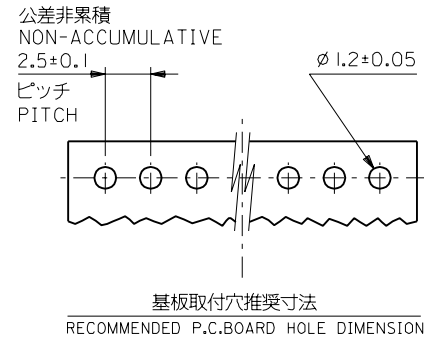 公差非累積
NON-ACCUMULATIVE
2.5±0.1
ピッチ
PITCH
φ1.2±0.05
基板取付穴推奨寸法
RECOMMENDED P.C.BOARD HOLE DIMENSION